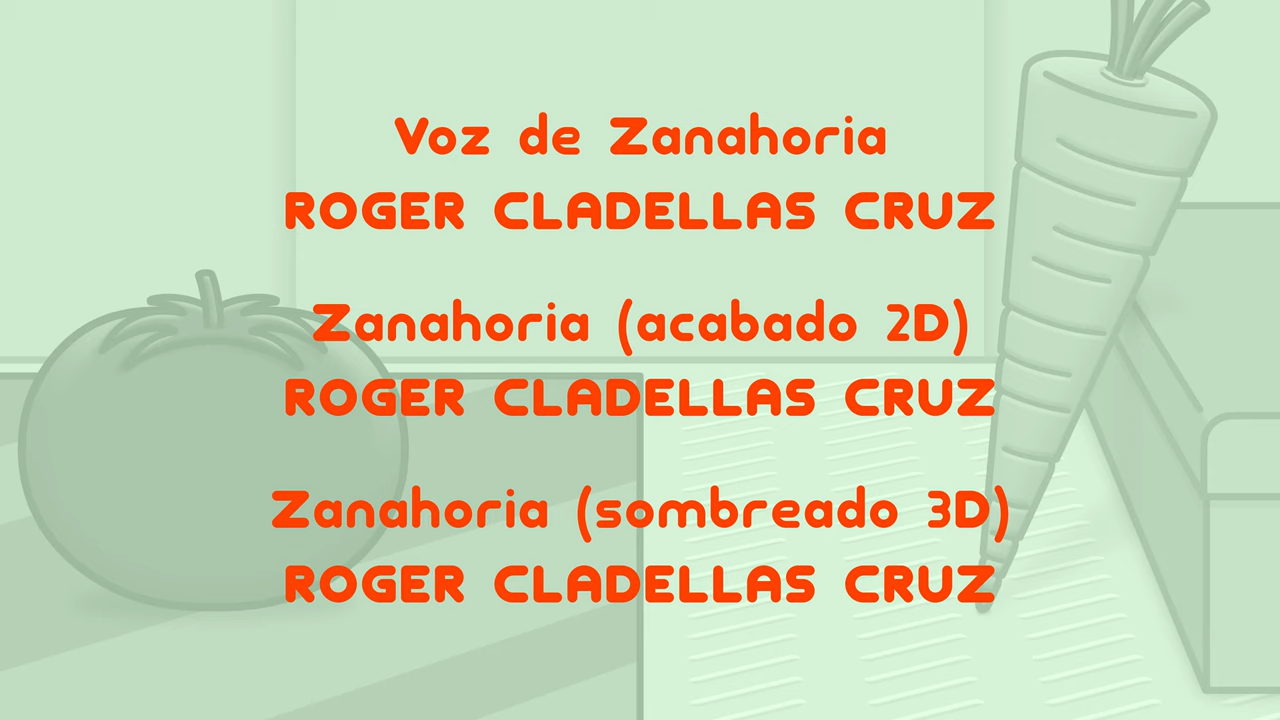 Voz de Zanahoria
ROGER CLADELLAS CRUZ
Zanahoria (acabado 2D)
ROGER CLADELLAS CRUZ
Zanahoria (sombreado 3D)
ROGER CLADELLAS CRUZ